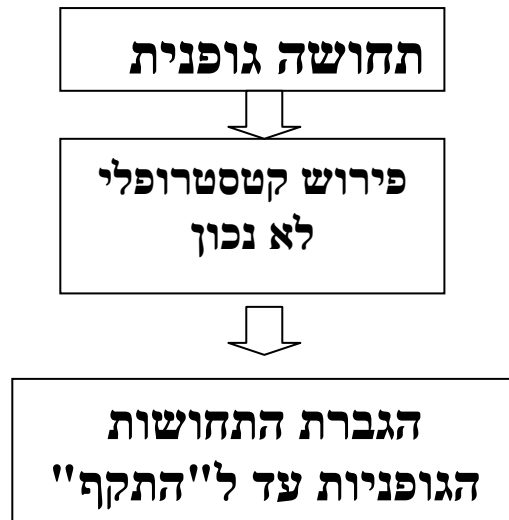 תחושה גופנית
פירוש קטסטרופלי
לא נכון
הגברת התחושות
הגופניות עד ל"התקף"